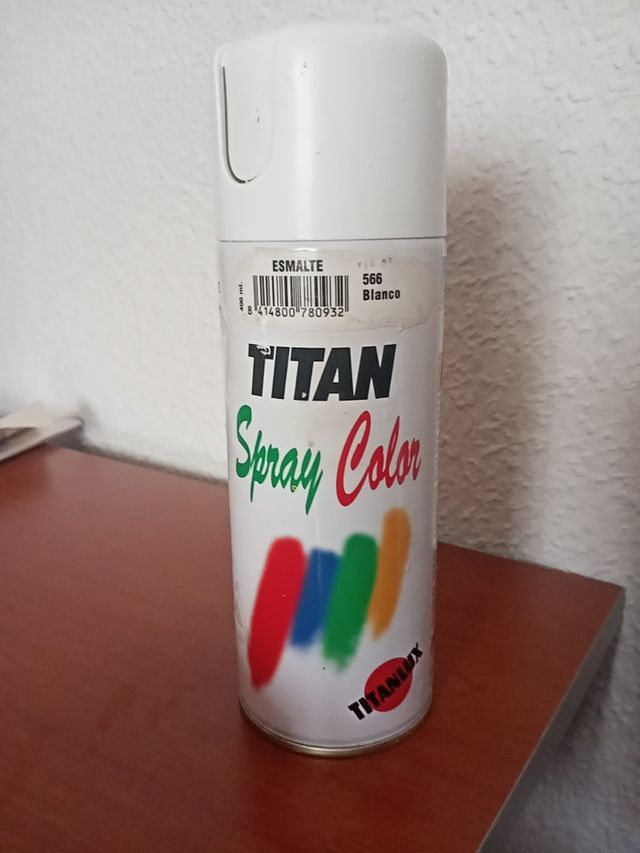 ESMALTE
400 ml.
8 414800 780932
566
Blanco
TITAN
Spray Color
TITANLUX